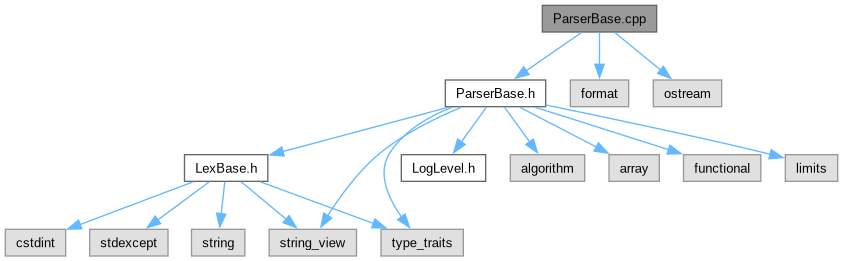 ParserBase.cpp
ParserBase.h
format
ostream
LexBase.h
LogLevel.h
algorithm
array
functional
limits
cstdint
stdexcept
string
string_view
type_traits